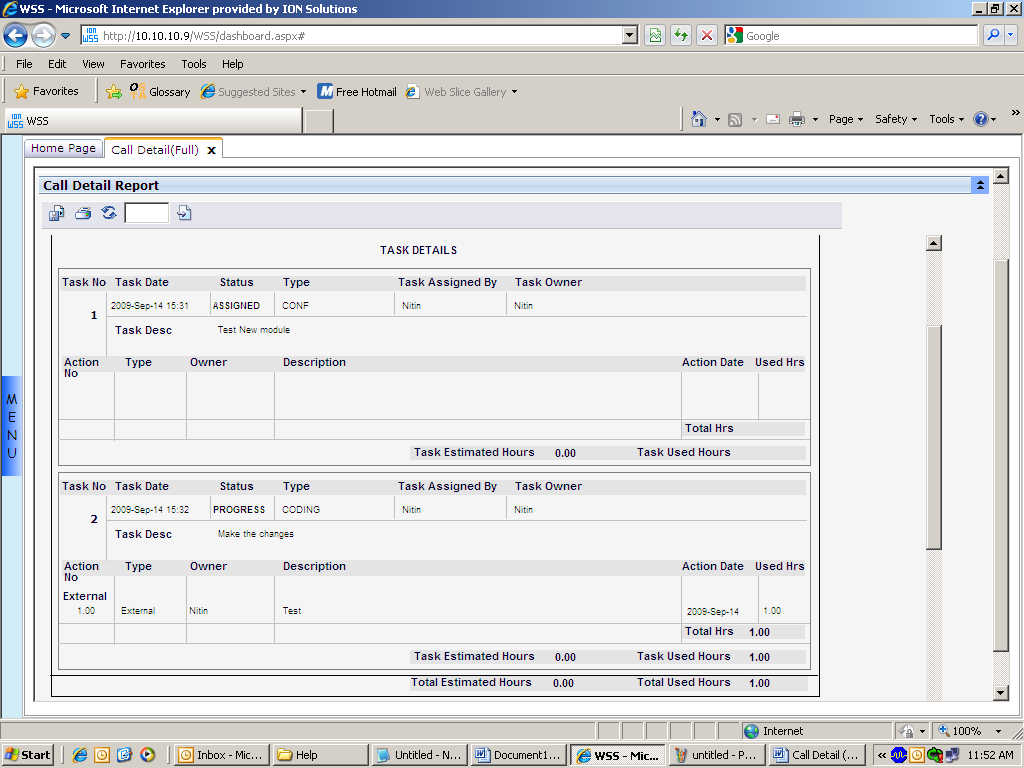 WSS - Microsoft Internet Explorer provided by ION Solutions
ION WSS http://10.10.10.9/WSS/dashboard.aspx# Google
File Edit View Favorites Tools Help
Favorites Glossary Suggested Sites Free Hotmail Web Slice Gallery
ION WSS WSS Page Safety Tools »
Home Page Call Detail(Full) x
Call Detail Report
TASK DETAILS
Task No Task Date Status Type Task Assigned By Task Owner
1 2009-Sep-14 15:31 ASSIGNED CONF Nitin Nitin
Task Desc Test New module
Action No Type Owner Description Action Date Used Hrs
Total Hrs
Task Estimated Hours 0.00 Task Used Hours
Task No Task Date Status Type Task Assigned By Task Owner
2 2009-Sep-14 15:32 PROGRESS CODING Nitin Nitin
Task Desc Make the changes
Action No Type Owner Description Action Date Used Hrs
External
1.00 External Nitin Test 2009-Sep-14 1.00
Total Hrs 1.00
Task Estimated Hours 0.00 Task Used Hours 1.00
Total Estimated Hours 0.00 Total Used Hours 1.00
MENU
Internet 100%
Start Inbox - Mic... Help Untitled - N... Document1... WSS - Mic... untitled - P... Call Detail (... « 11:52 AM